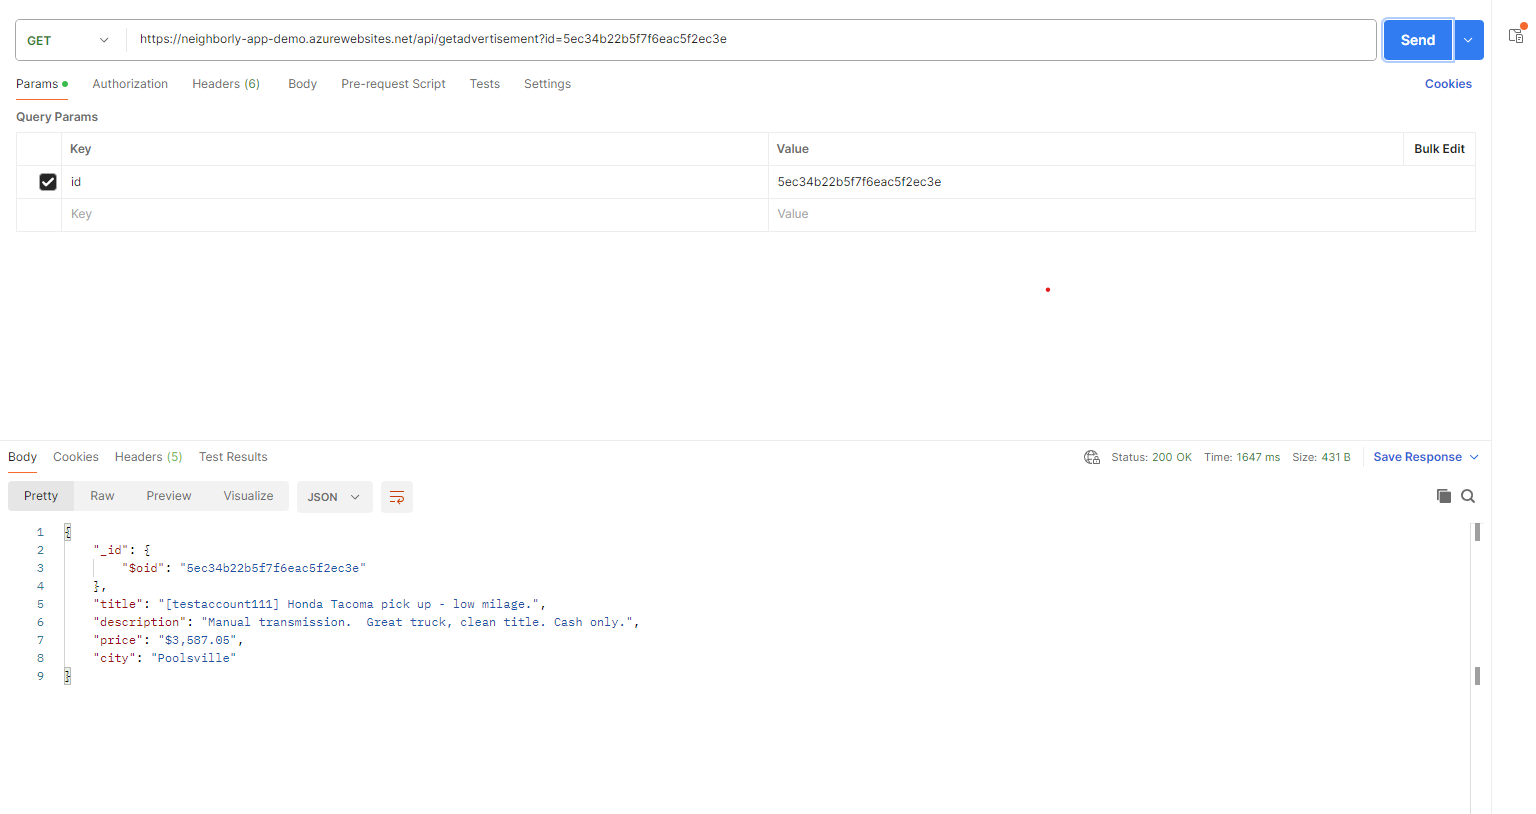 GET https://neighborly-app-demo.azurewebsites.net/api/getadvertisement?id=5ec34b22b5f7f6eac5f2ec3e Send
Params Authorization Headers (6) Body Pre-request Script Tests Settings Cookies
Query Params
Key Value Bulk Edit
id 5ec34b22b5f7f6eac5f2ec3e
Key Value
Body Cookies Headers (5) Test Results Status: 200 OK Time: 1647 ms Size: 431 B Save Response
Pretty Raw Preview Visualize JSON
1 {
2 "_id": {
3 "$oid": "5ec34b22b5f7f6eac5f2ec3e"
4 },
5 "title": "[testaccount111] Honda Tacoma pick up - low milage.",
6 "description": "Manual transmission.  Great truck, clean title. Cash only.",
7 "price": "$3,587.05",
8 "city": "Poolsville"
9 }